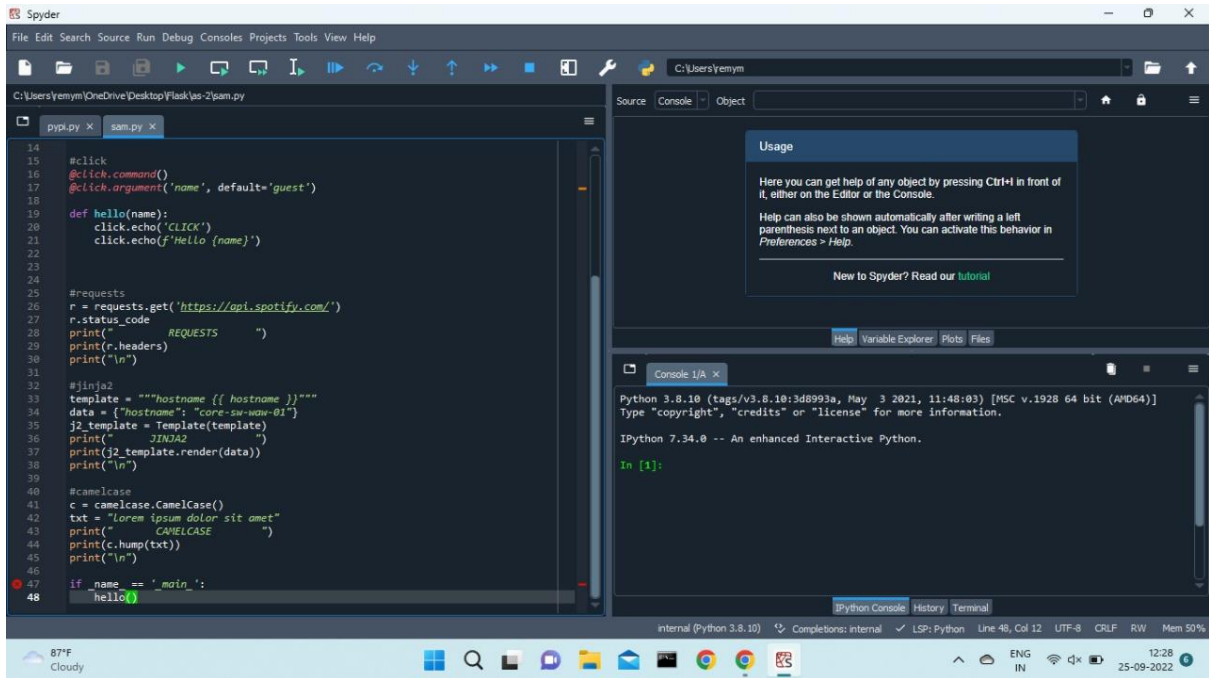 Spyder
File Edit Search Source Run Debug Consoles Projects Tools View Help
C:\Users\remym
C:\Users\remym\OneDrive\Desktop\Flask\as-2\sam.py
pypi.py
sam.py
14
15 #click
16 @click.command()
17 @click.argument('name', default='guest')
18
19 def hello(name):
20     click.echo('CLICK')
21     click.echo(f'Hello {name}')
22
23
24
25 #requests
26 r = requests.get('https://api.spotify.com/')
27 r.status_code
28 print("          REQUESTS       ")
29 print(r.headers)
30 print("\n")
31
32 #jinja2
33 template = """hostname {{ hostname }}"""
34 data = {"hostname": "core-sw-waw-01"}
35 j2_template = Template(template)
36 print("      JINJA2            ")
37 print(j2_template.render(data))
38 print("\n")
39
40 #camelcase
41 c = camelcase.CamelCase()
42 txt = "lorem ipsum dolor sit amet"
43 print("       CAMELCASE         ")
44 print(c.hump(txt))
45 print("\n")
46
47 if _name_ == '_main_':
48     hello()
Source Console Object
Usage
Here you can get help of any object by pressing Ctrl+I in front of
it, either on the Editor or the Console.
Help can also be shown automatically after writing a left
parenthesis next to an object. You can activate this behavior in
Preferences > Help.
New to Spyder? Read our tutorial
Help Variable Explorer Plots Files
Console 1/A
Python 3.8.10 (tags/v3.8.10:3d8993a, May  3 2021, 11:48:03) [MSC v.1928 64 bit (AMD64)]
Type "copyright", "credits" or "license" for more information.
IPython 7.34.0 -- An enhanced Interactive Python.
In [1]:
IPython Console History Terminal
internal (Python 3.8.10) Completions: internal LSP: Python Line 48, Col 12 UTF-8 CRLF RW Mem 50%
87°F
Cloudy
ENG
IN
12:28
25-09-2022
6